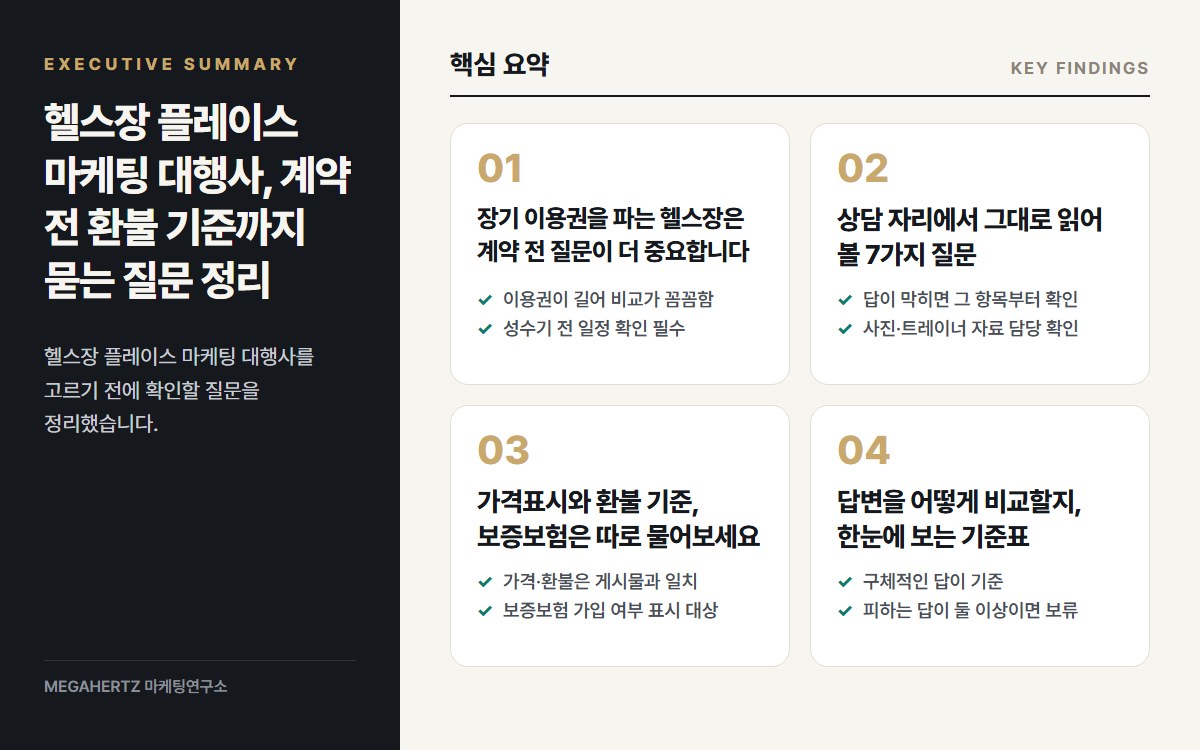 EXECUTIVE SUMMARY
헬스장 플레이스
마케팅 대행사, 계약
전 환불 기준까지
묻는 질문 정리
헬스장 플레이스 마케팅 대행사를
고르기 전에 확인할 질문을
정리했습니다.
MEGAHERTZ 마케팅연구소
핵심 요약
KEY FINDINGS
01
장기 이용권을 파는 헬스장은
계약 전 질문이 더 중요합니다
이용권이 길어 비교가 꼼꼼함
성수기 전 일정 확인 필수
02
상담 자리에서 그대로 읽어
볼 7가지 질문
답이 막히면 그 항목부터 확인
사진·트레이너 자료 담당 확인
03
가격표시와 환불 기준,
보증보험은 따로 물어보세요
가격·환불은 게시물과 일치
보증보험 가입 여부 표시 대상
04
답변을 어떻게 비교할지,
한눈에 보는 기준표
구체적인 답이 기준
피하는 답이 둘 이상이면 보류